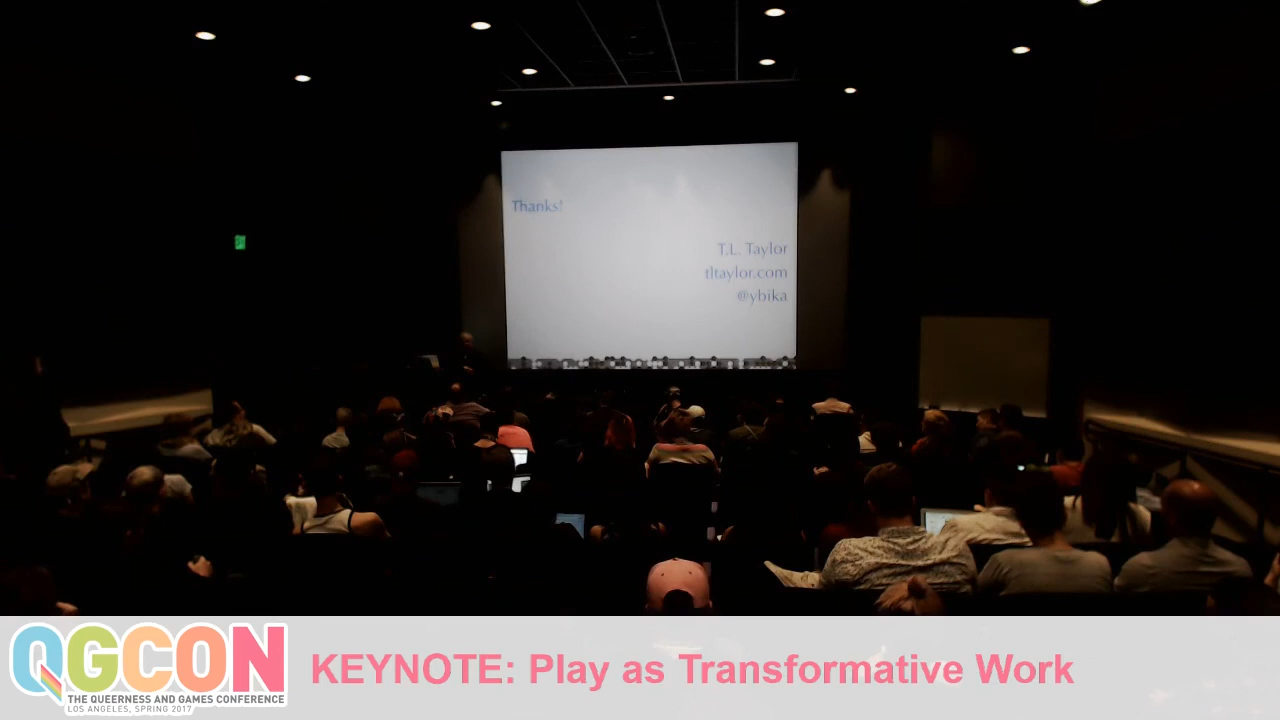 Thanks!
T.L. Taylor
tltaylor.com
@ybika
QGCON
THE QUEERNESS AND GAMES CONFERENCE
LOS ANGELES, SPRING 2017
KEYNOTE: Play as Transformative Work